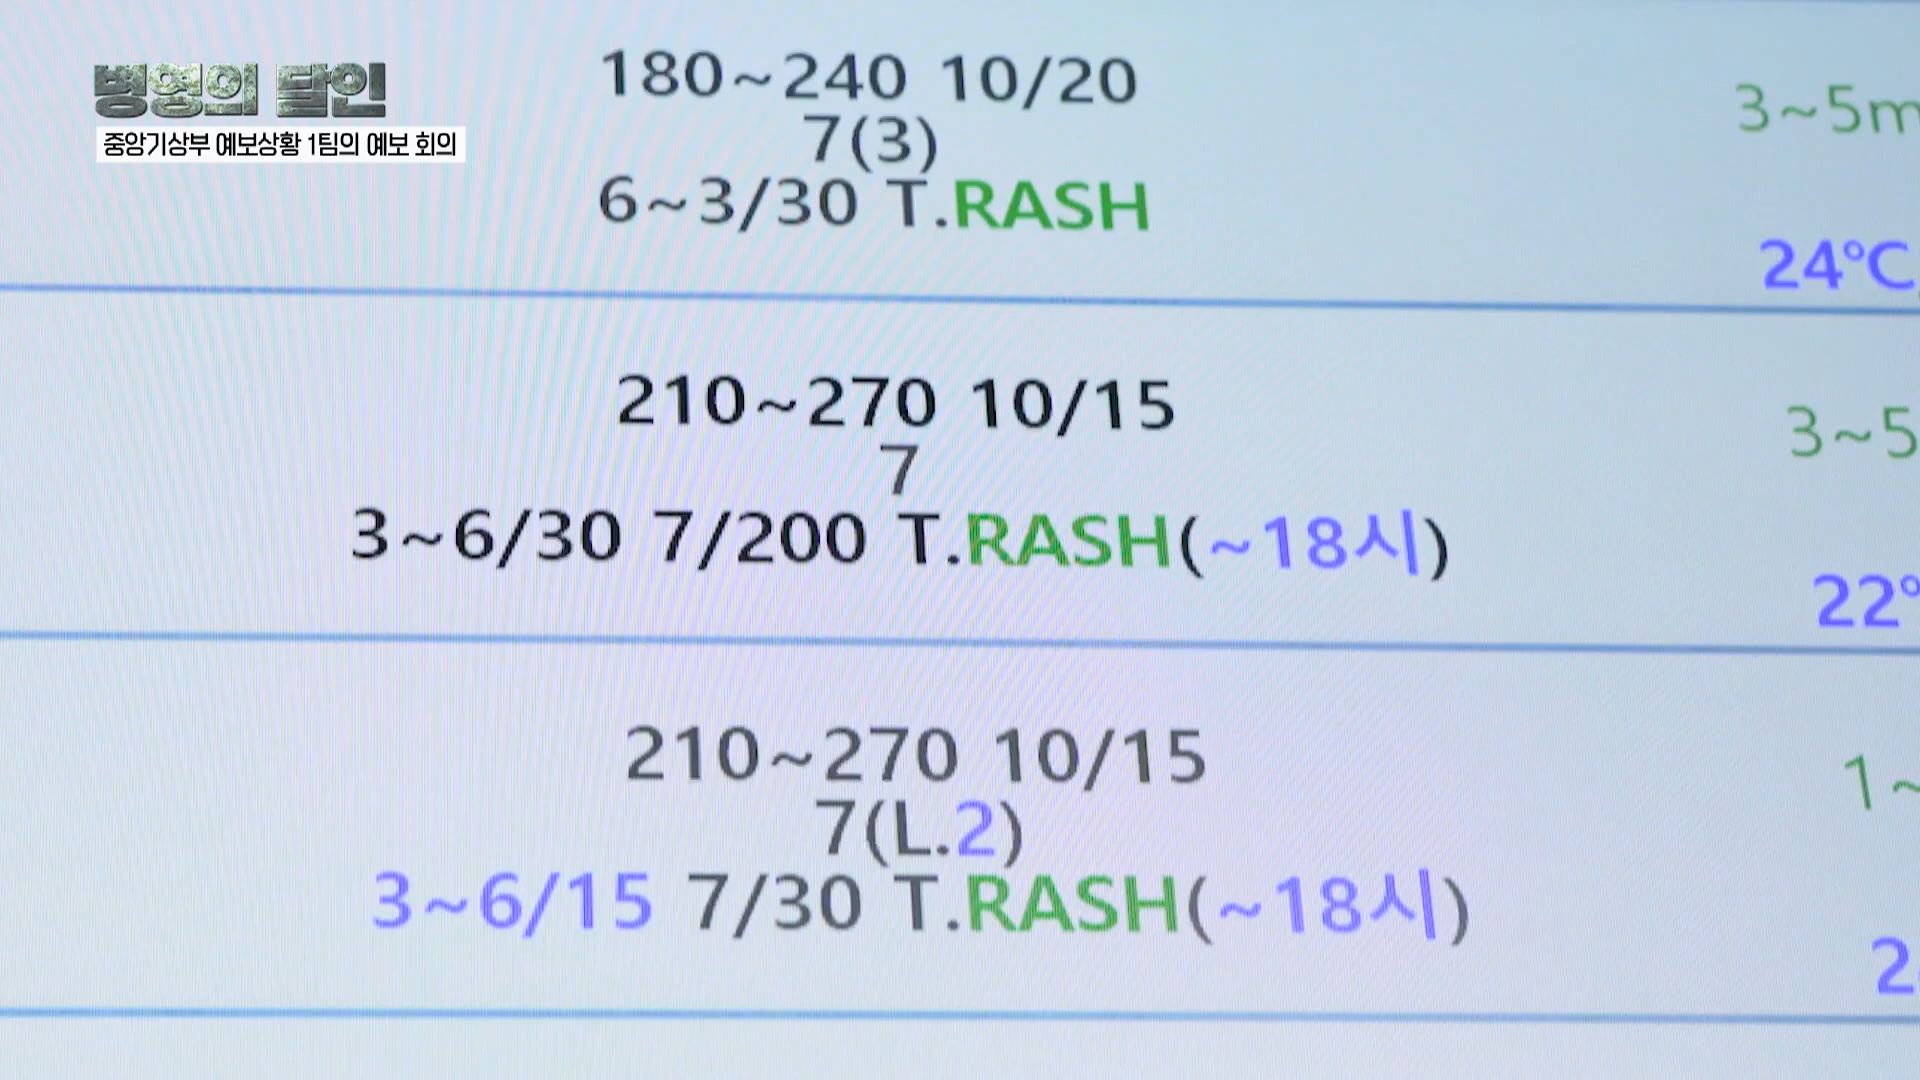 병영의 달인
중앙기상부 예보상황 1팀의 예보 회의
180~240 10/20
7(3)
6~3/30 T.RASH
3~5m
24℃
210~270 10/15
7
3~6/30 7/200 T.RASH(~18시)
3~5
22°
210~270 10/15
7(L.2)
3~6/15 7/30 T.RASH(~18시)
1~
2